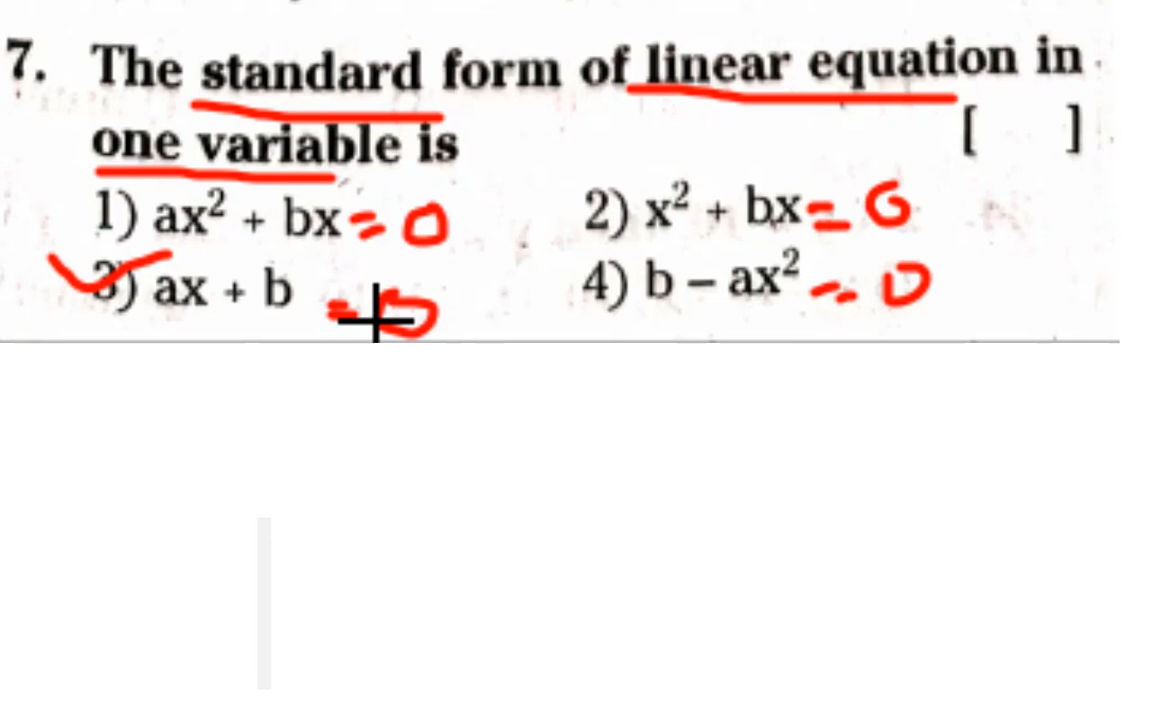 7. The standard form of linear equation in
one variable is [ ]
1) ax² + bx = 0 2) x² + bx = 0
3) ax + b = 0 4) b – ax² = 0